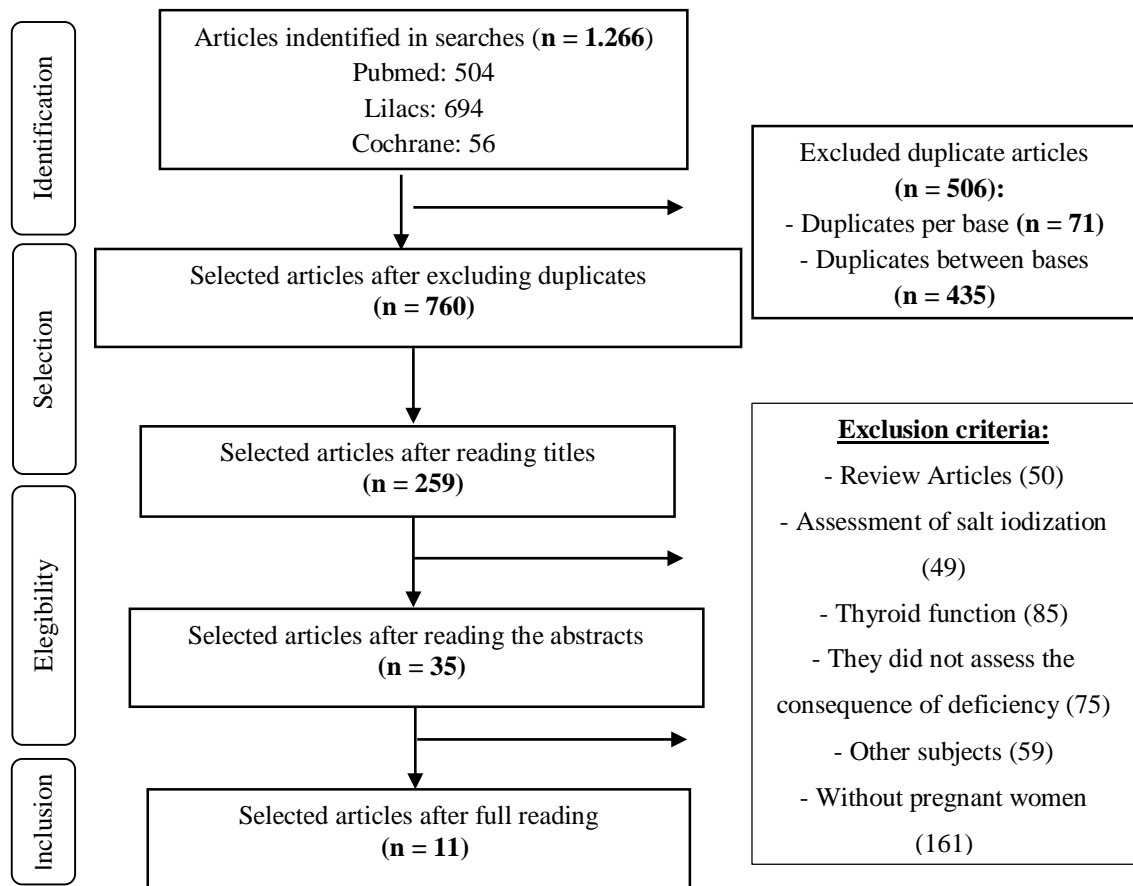 Identification
Articles indentified in searches (n = 1.266)
Pubmed: 504
Lilacs: 694
Cochrane: 56
Excluded duplicate articles
(n = 506):
- Duplicates per base (n = 71)
- Duplicates between bases
(n = 435)
Selection
Selected articles after excluding duplicates
(n = 760)
Selected articles after reading titles
(n = 259)
Elegibility
Selected articles after reading the abstracts
(n = 35)
Exclusion criteria:
- Review Articles (50)
- Assessment of salt iodization
(49)
- Thyroid function (85)
- They did not assess the
consequence of deficiency (75)
- Other subjects (59)
- Without pregnant women
(161)
Inclusion
Selected articles after full reading
(n = 11)